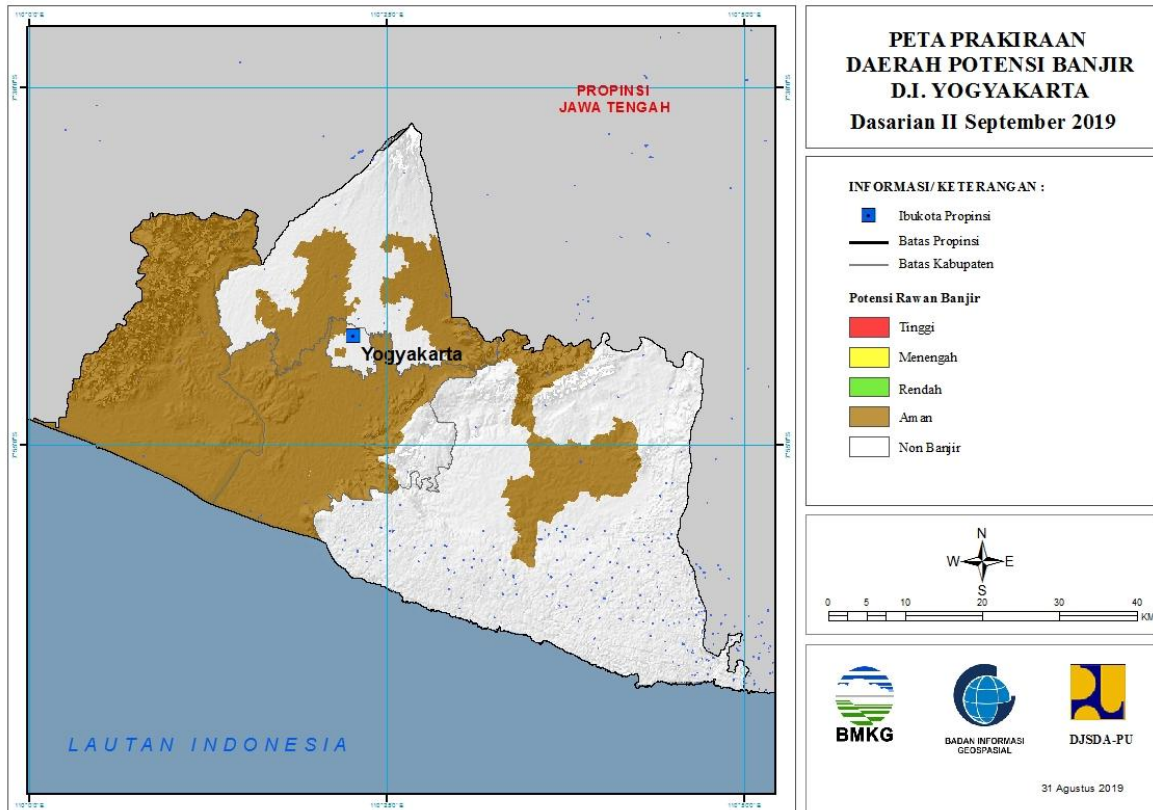 PETA PRAKIRAAN
DAERAH POTENSI BANJIR
D.I. YOGYAKARTA
Dasarian II September 2019
PROPINSI
JAWA TENGAH
Yogyakarta
LAUTAN INDONESIA
INFORMASI/ KETERANGAN :
Ibukota Propinsi
Batas Propinsi
Batas Kabupaten
Potensi Rawan Banjir
Tinggi
Menengah
Rendah
Aman
Non Banjir
N
W E
S
0 5 10 20 30 40
KM
BMKG
BADAN INFORMASI
GEOSPASIAL
DJSDA-PU
31 Agustus 2019